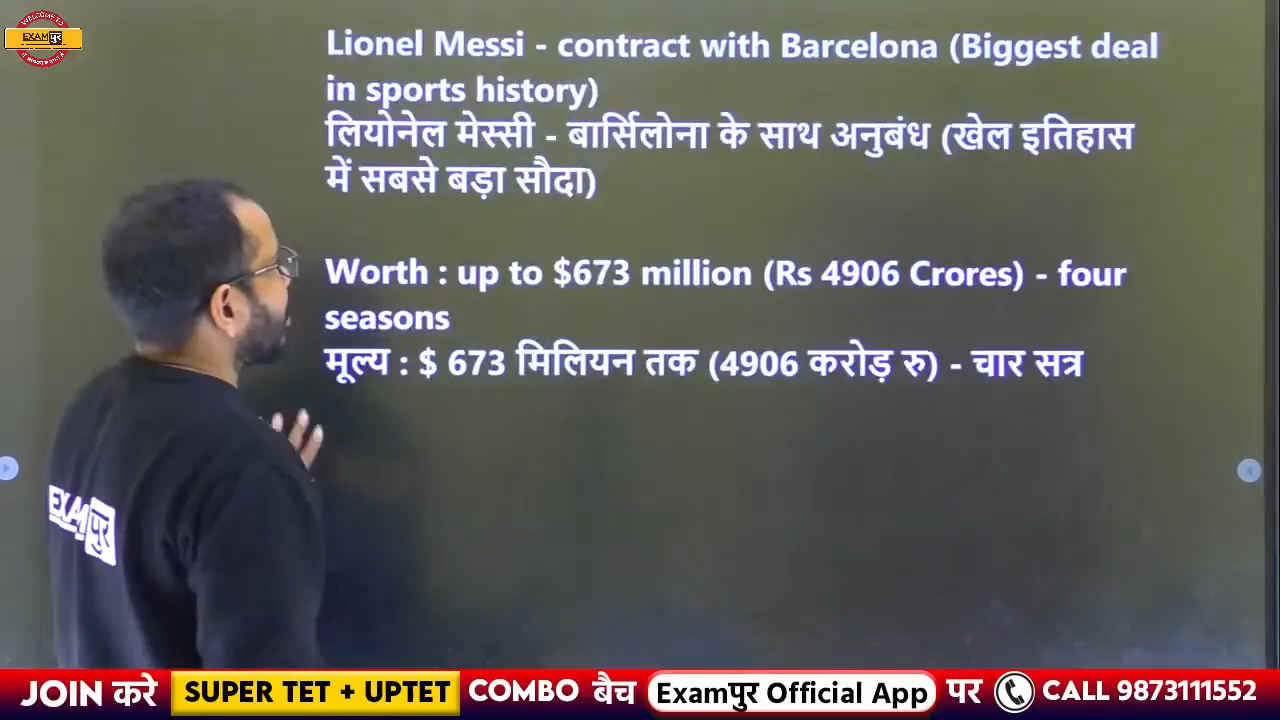 WELCOME TO
EXAMपुर
Lionel Messi - contract with Barcelona (Biggest deal
in sports history)
लियोनेल मेस्सी - बार्सिलोना के साथ अनुबंध (खेल इतिहास
में सबसे बड़ा सौदा)
Worth : up to $673 million (Rs 4906 Crores) - four
seasons
मूल्य : $ 673 मिलियन तक (4906 करोड़ रु) - चार सत्र
EXAMपुर
JOIN करे SUPER TET + UPTET COMBO बैच Examपुर Official App पर CALL 9873111552